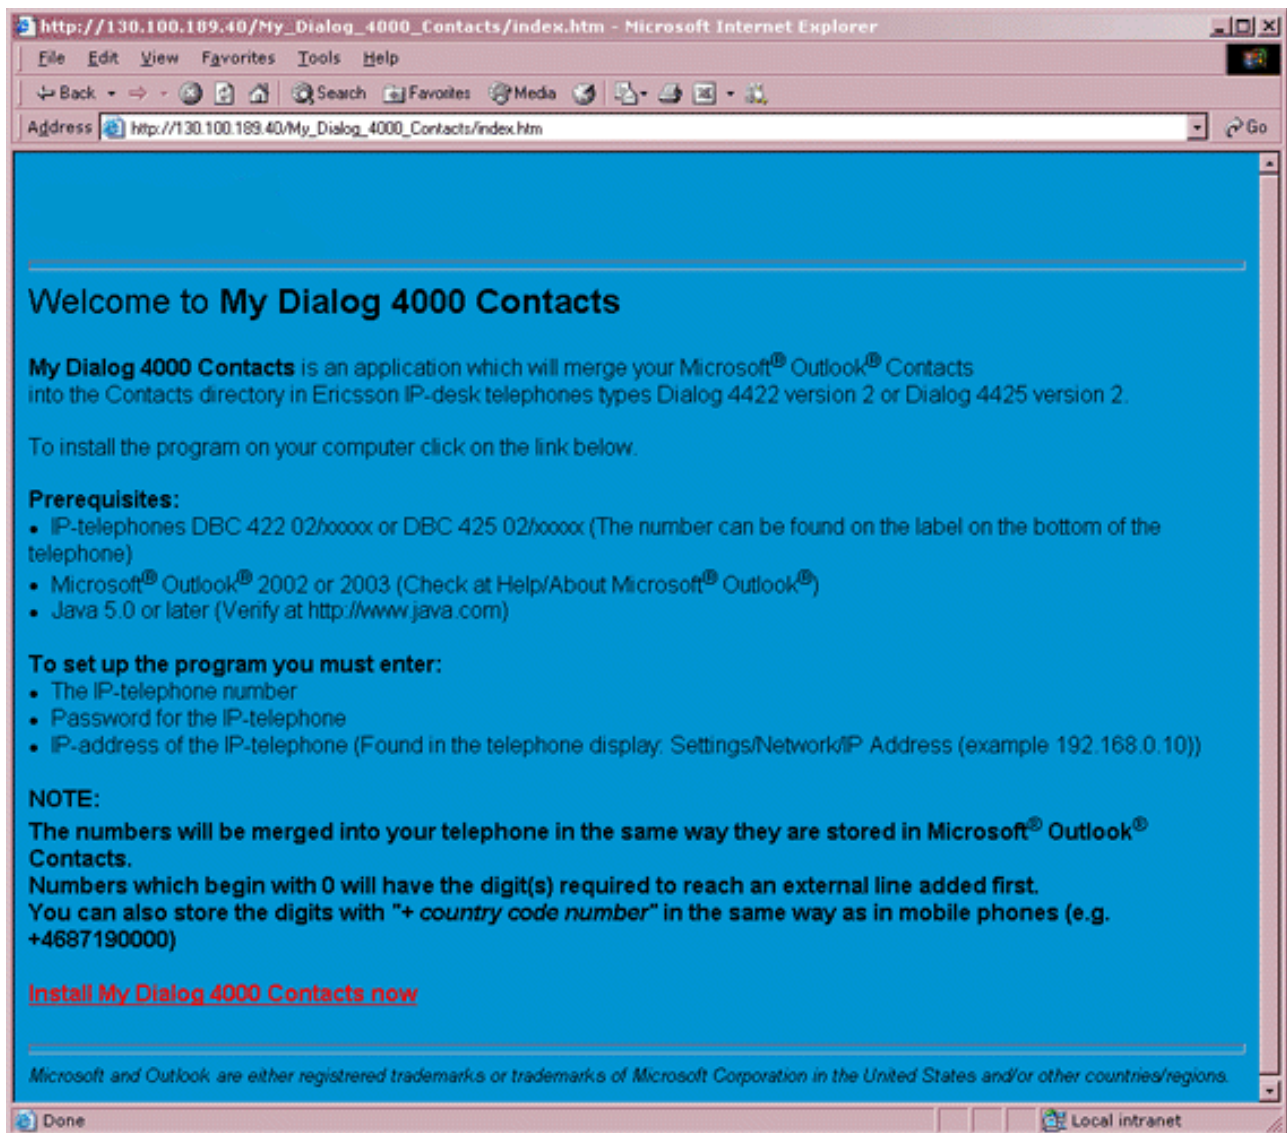 http://130.100.189.40/My_Dialog_4000_Contacts/index.htm - Microsoft Internet Explorer
File Edit View Favorites Tools Help
Back Search Favorites Media
Address http://130.100.189.40/My_Dialog_4000_Contacts/index.htm Go
Welcome to My Dialog 4000 Contacts
My Dialog 4000 Contacts is an application which will merge your Microsoft® Outlook® Contacts
into the Contacts directory in Ericsson IP-desk telephones types Dialog 4422 version 2 or Dialog 4425 version 2.
To install the program on your computer click on the link below.
Prerequisites:
• IP-telephones DBC 422 02/xxxxx or DBC 425 02/xxxxx (The number can be found on the label on the bottom of the
telephone)
• Microsoft® Outlook® 2002 or 2003 (Check at Help/About Microsoft® Outlook®)
• Java 5.0 or later (Verify at http://www.java.com)
To set up the program you must enter:
• The IP-telephone number
• Password for the IP-telephone
• IP-address of the IP-telephone (Found in the telephone display: Settings/Network/IP Address (example 192.168.0.10))
NOTE:
The numbers will be merged into your telephone in the same way they are stored in Microsoft® Outlook®
Contacts.
Numbers which begin with 0 will have the digit(s) required to reach an external line added first.
You can also store the digits with "+ country code number" in the same way as in mobile phones (e.g.
+4687190000)
Install My Dialog 4000 Contacts now
Microsoft and Outlook are either registrered trademarks or trademarks of Microsoft Corporation in the United States and/or other countries/regions.
Done Local intranet